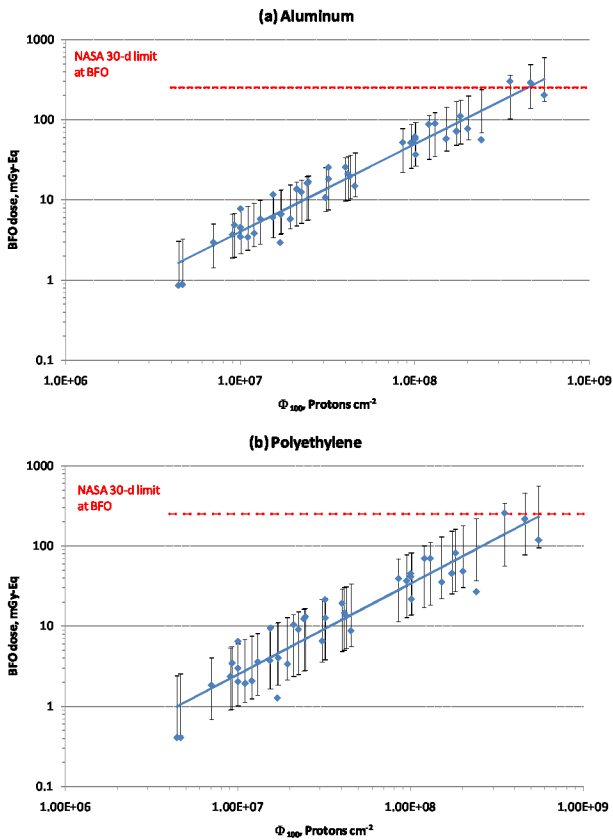 (a) Aluminum
1000
NASA 30-d limit
at BFO
100
10
1
0.1
BFO dose, mGy-Eq
1.0E+06 1.0E+07 1.0E+08 1.0E+09
Φ100, Protons cm-2
(b) Polyethylene
1000
NASA 30-d limit
at BFO
100
10
1
0.1
BFO dose, mGy-Eq
1.00E+06 1.00E+07 1.00E+08 1.00E+09
Φ100, Protons cm-2